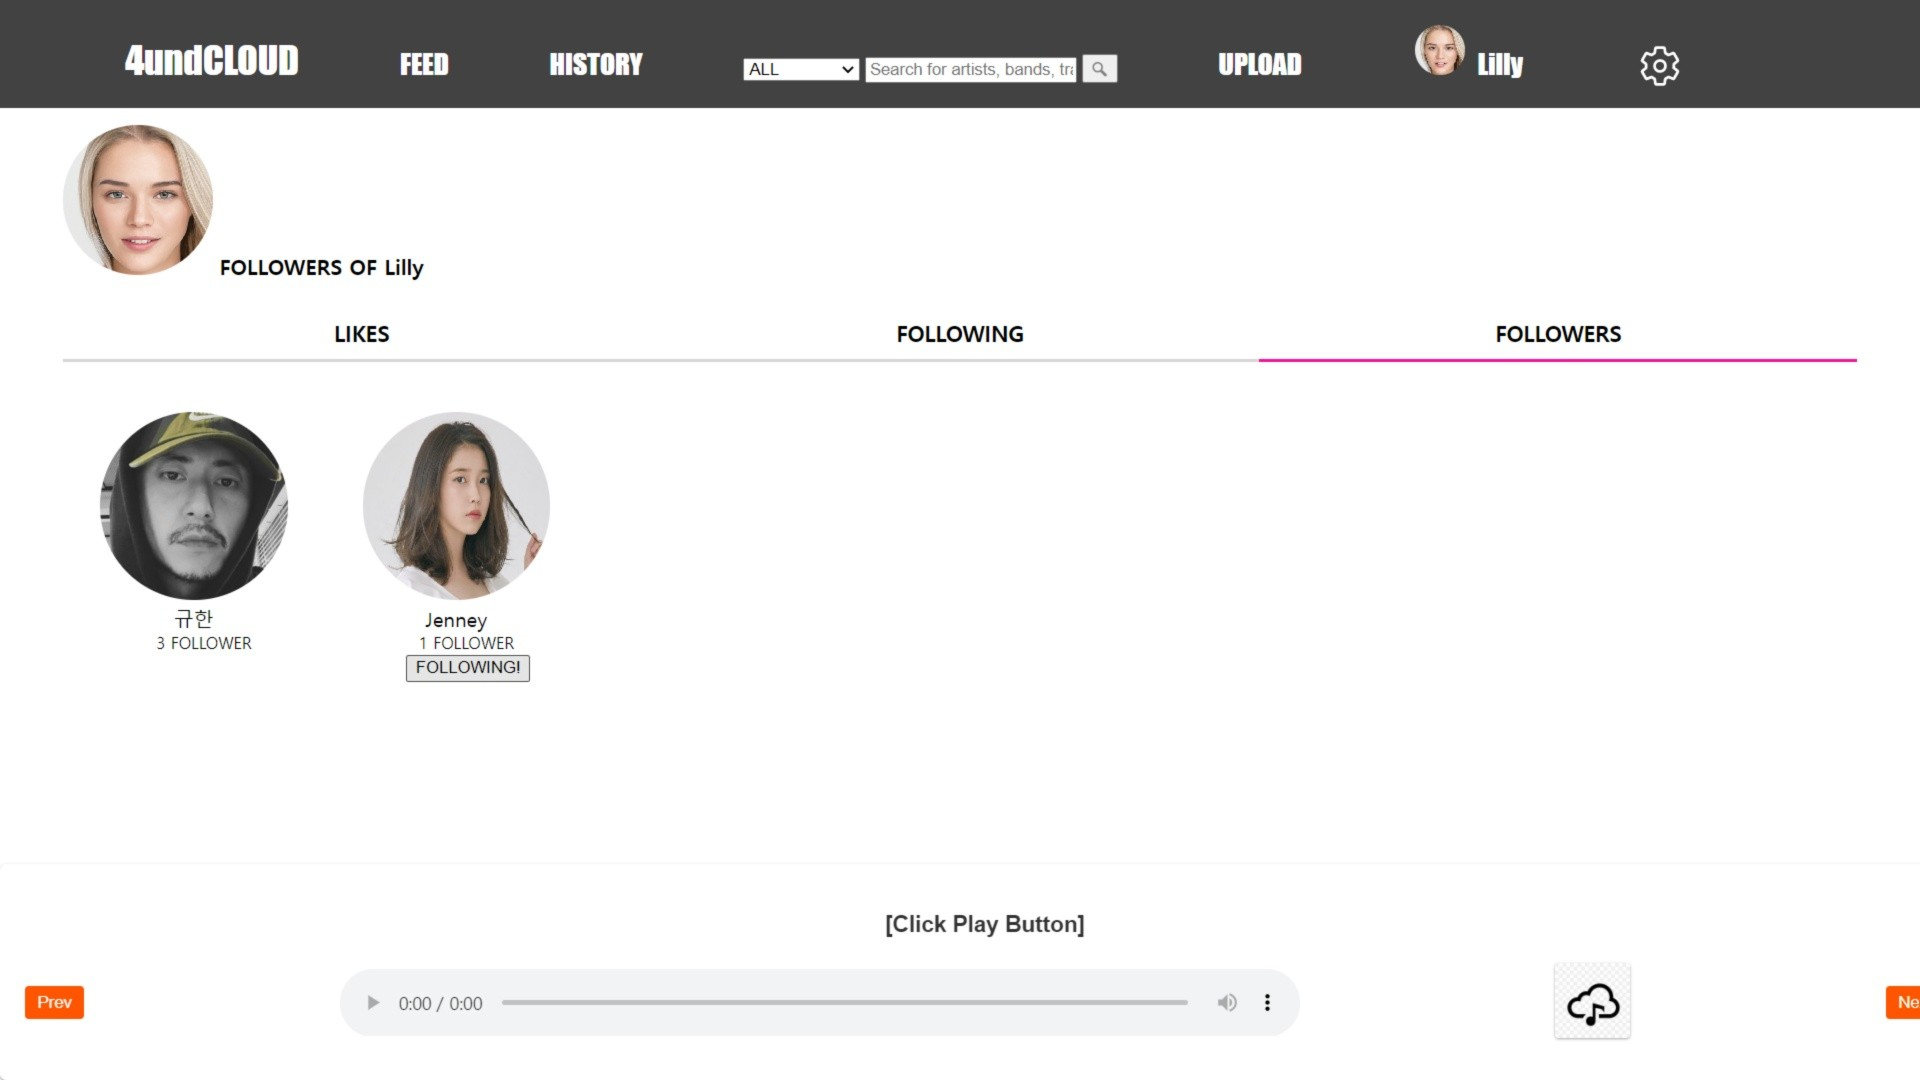 4undCLOUD FEED HISTORY ALL Search for artists, bands, tra UPLOAD Lilly
FOLLOWERS OF Lilly
LIKES FOLLOWING FOLLOWERS
규한 Jenney
3 FOLLOWER 1 FOLLOWER
FOLLOWING!
[Click Play Button]
Prev 0:00 / 0:00 Ne